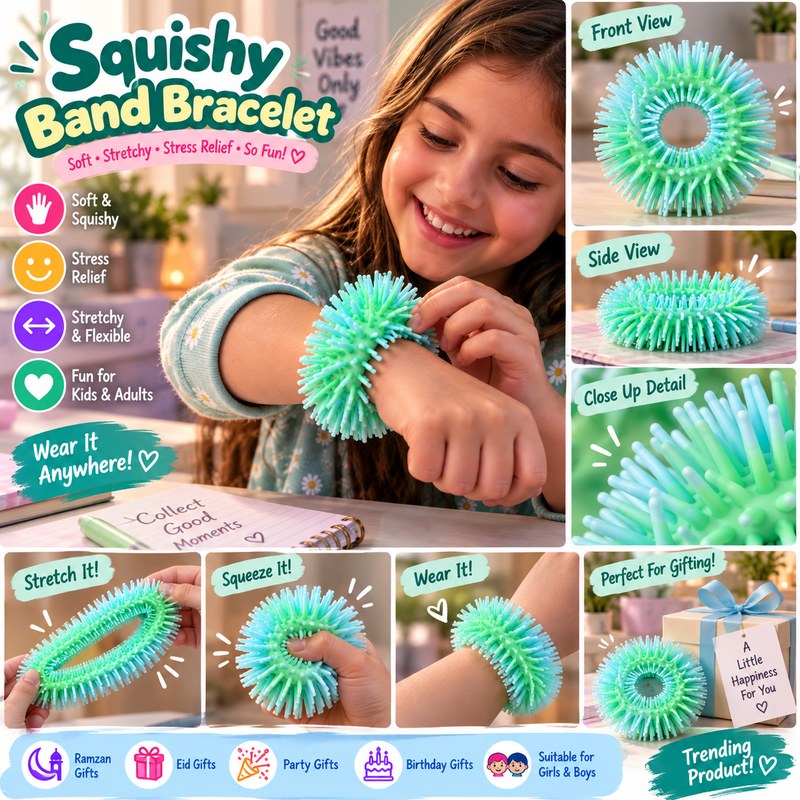 Good
Vibes
Only
Squishy
Band Bracelet
Soft • Stretchy • Stress Relief • So Fun! ♡
Soft &
Squishy
Stress
Relief
Stretchy
& Flexible
Fun for
Kids & Adults
Wear It
Anywhere! ♡
Collect
Good
Moments ♡
Front View
Side View
Close Up Detail
Stretch It!
Squeeze It!
Wear It!
Perfect For Gifting!
A
Little
Happiness
For You
♡
Ramzan
Gifts
Eid Gifts
Party Gifts
Birthday Gifts
Suitable for
Girls & Boys
Trending
Product! ♡